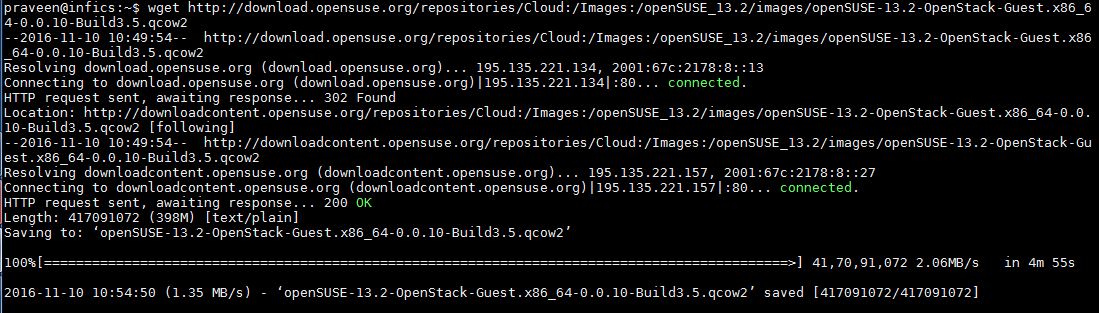 praveen@infics:~$ wget http://download.opensuse.org/repositories/Cloud:/Images:/openSUSE_13.2/images/openSUSE-13.2-OpenStack-Guest.x86_6
4-0.0.10-Build3.5.qcow2
--2016-11-10 10:49:54--  http://download.opensuse.org/repositories/Cloud:/Images:/openSUSE_13.2/images/openSUSE-13.2-OpenStack-Guest.x86
_64-0.0.10-Build3.5.qcow2
Resolving download.opensuse.org (download.opensuse.org)... 195.135.221.134, 2001:67c:2178:8::13
Connecting to download.opensuse.org (download.opensuse.org)|195.135.221.134|:80... connected.
HTTP request sent, awaiting response... 302 Found
Location: http://downloadcontent.opensuse.org/repositories/Cloud:/Images:/openSUSE_13.2/images/openSUSE-13.2-OpenStack-Guest.x86_64-0.0.
10-Build3.5.qcow2 [following]
--2016-11-10 10:49:54--  http://downloadcontent.opensuse.org/repositories/Cloud:/Images:/openSUSE_13.2/images/openSUSE-13.2-OpenStack-Gu
est.x86_64-0.0.10-Build3.5.qcow2
Resolving downloadcontent.opensuse.org (downloadcontent.opensuse.org)... 195.135.221.157, 2001:67c:2178:8::27
Connecting to downloadcontent.opensuse.org (downloadcontent.opensuse.org)|195.135.221.157|:80... connected.
HTTP request sent, awaiting response... 200 OK
Length: 417091072 (398M) [text/plain]
Saving to: ‘openSUSE-13.2-OpenStack-Guest.x86_64-0.0.10-Build3.5.qcow2’
100%[=============================================================================================>] 41,70,91,072 2.06MB/s   in 4m 55s
2016-11-10 10:54:50 (1.35 MB/s) - ‘openSUSE-13.2-OpenStack-Guest.x86_64-0.0.10-Build3.5.qcow2’ saved [417091072/417091072]